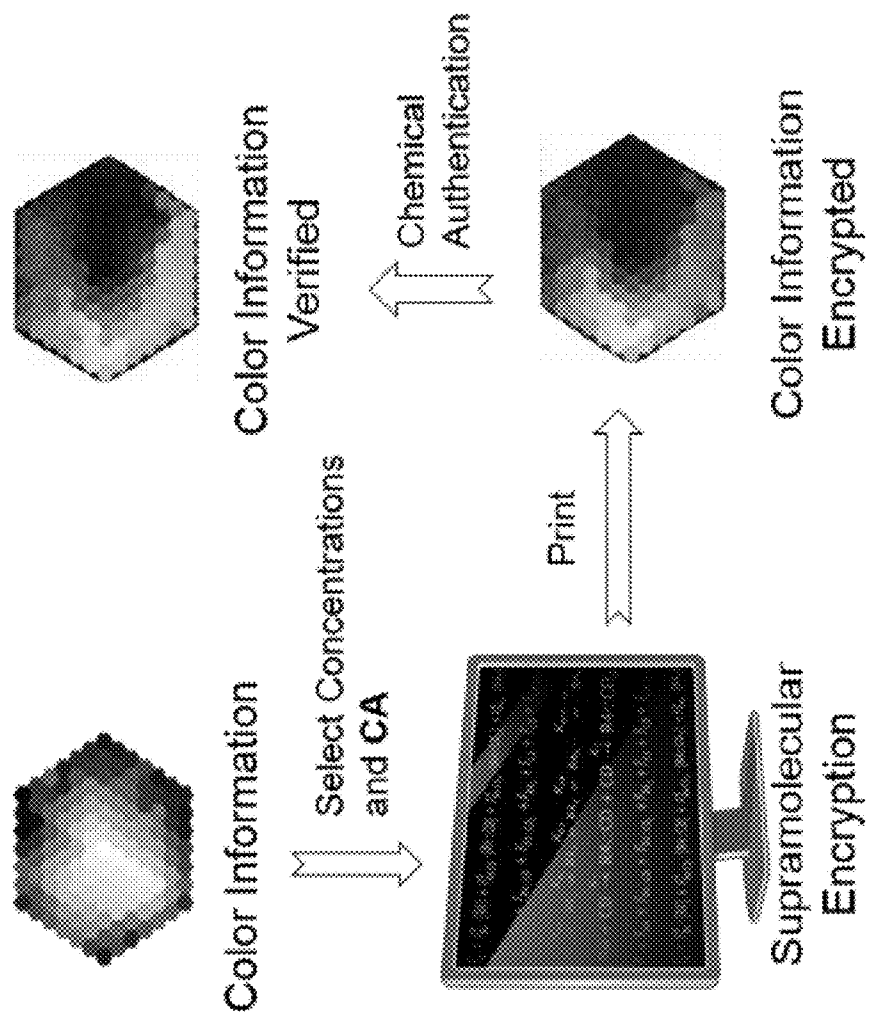 Color Information
Select Concentrations
and CA
Supramolecular
Encryption
Print
Color Information
Encrypted
Chemical
Authentication
Color Information
Verified